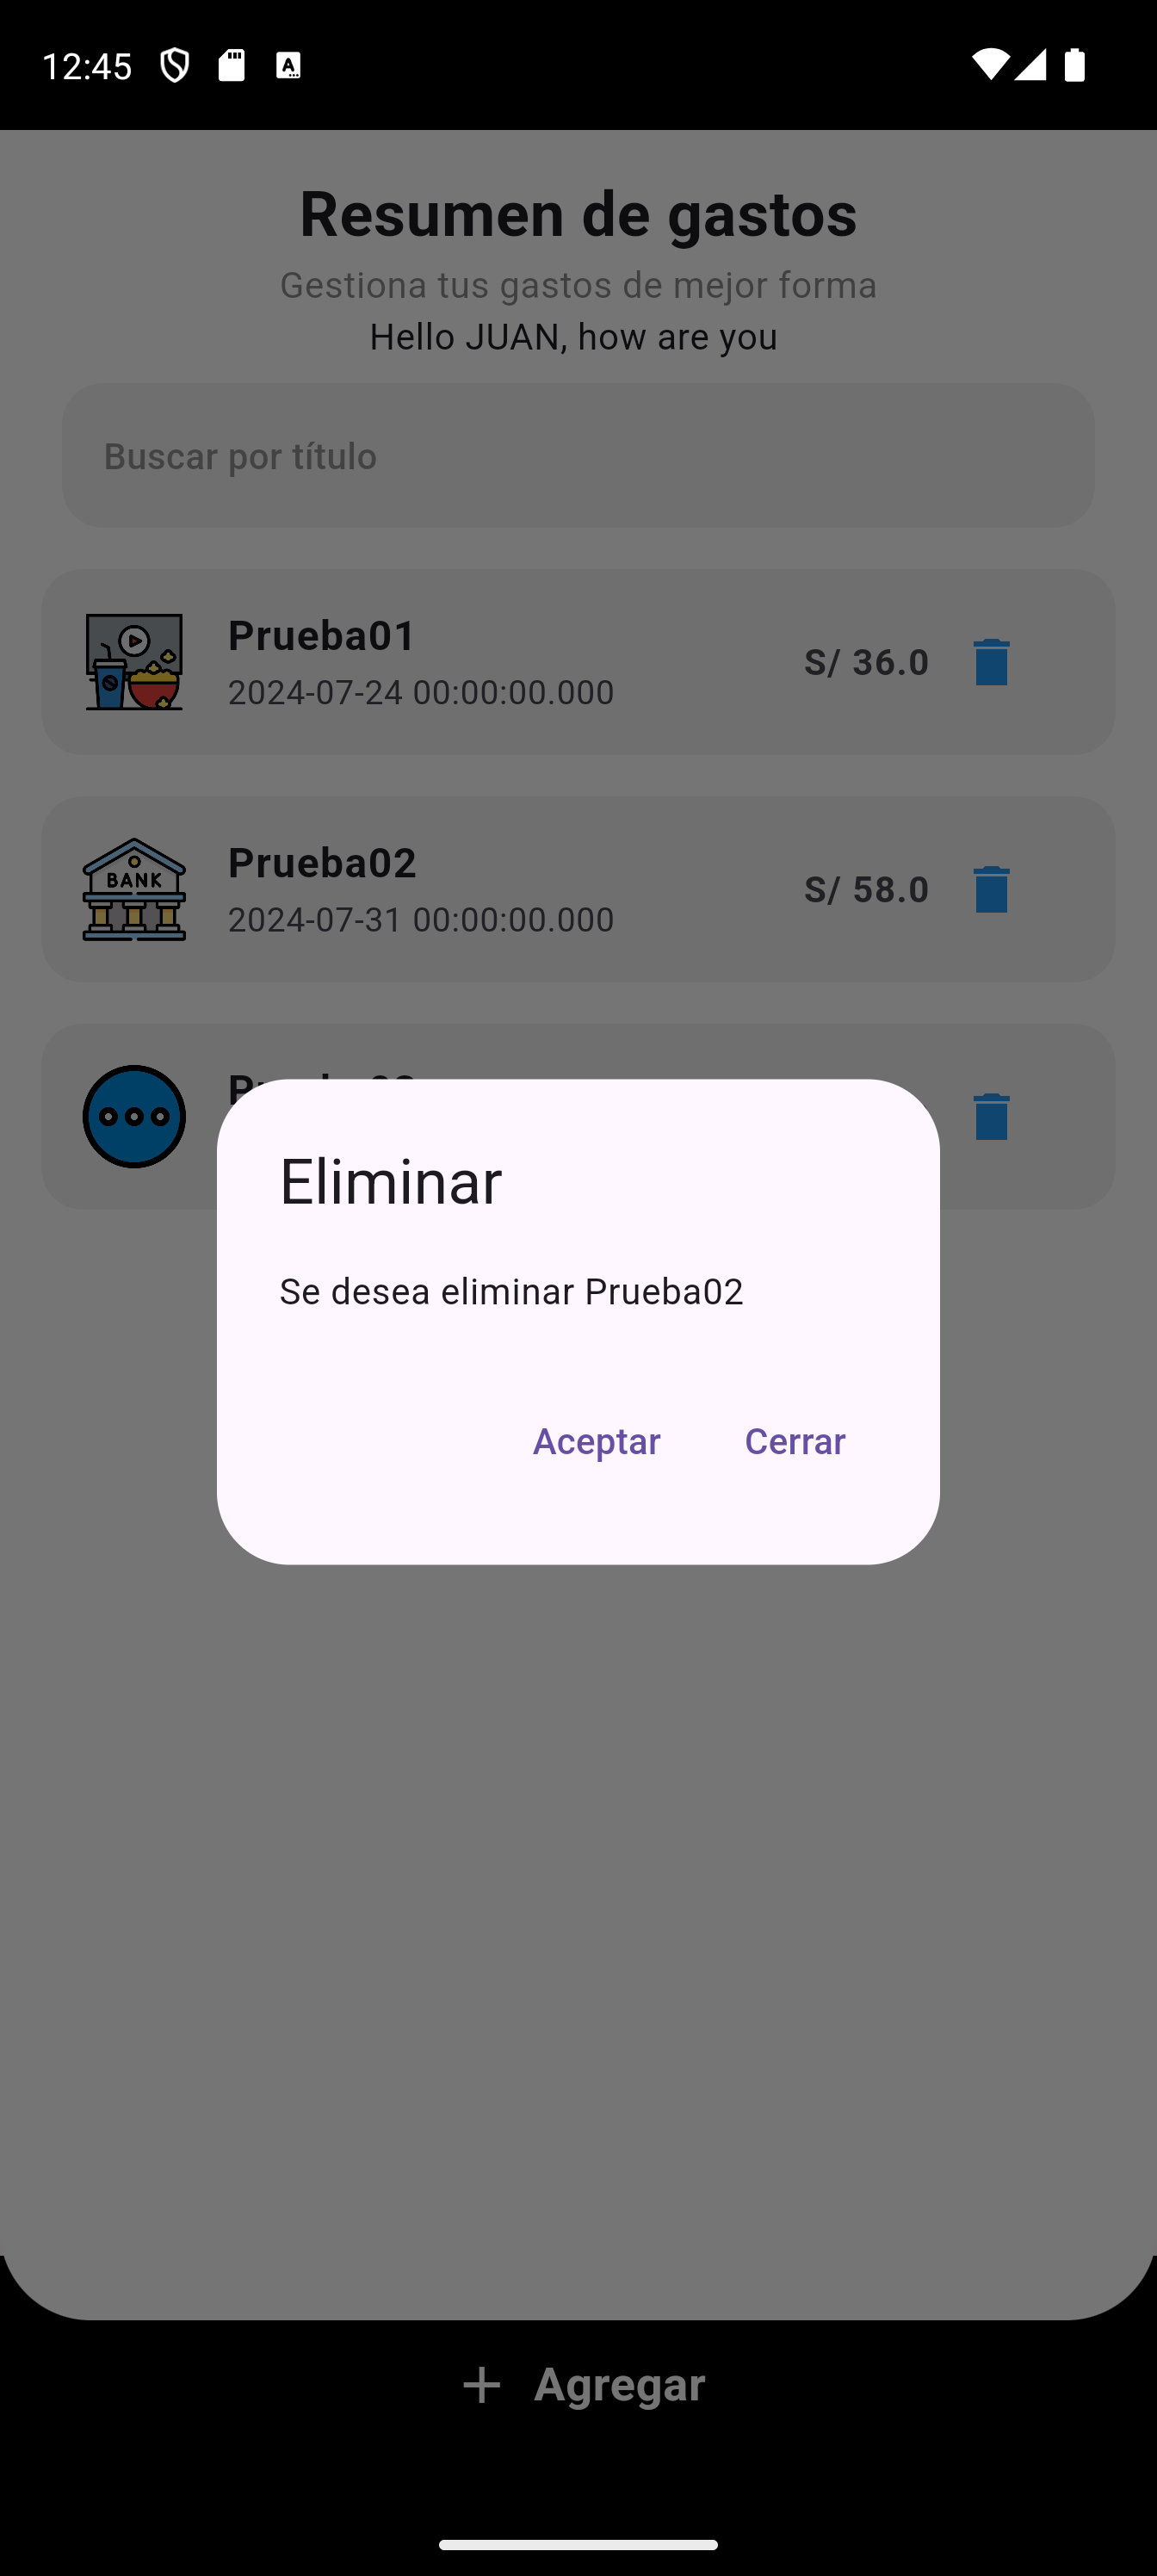 12:45
Resumen de gastos
Gestiona tus gastos de mejor forma
Hello JUAN, how are you
Buscar por título
Prueba01
2024-07-24 00:00:00.000
S/ 36.0
BANK
Prueba02
2024-07-31 00:00:00.000
S/ 58.0
Eliminar
Se desea eliminar Prueba02
Aceptar
Cerrar
Agregar